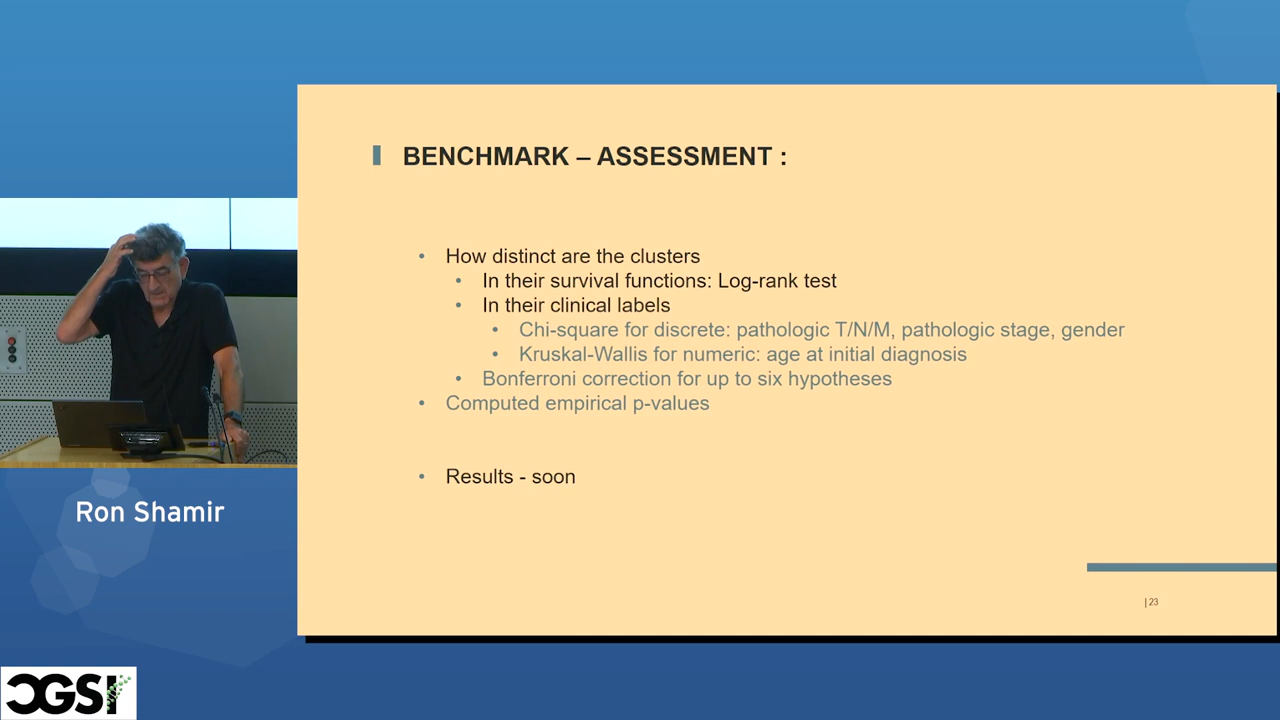 BENCHMARK – ASSESSMENT :
• How distinct are the clusters
• In their survival functions: Log-rank test
• In their clinical labels
• Chi-square for discrete: pathologic T/N/M, pathologic stage, gender
• Kruskal-Wallis for numeric: age at initial diagnosis
• Bonferroni correction for up to six hypotheses
• Computed empirical p-values
• Results - soon
| 23
Ron Shamir
CGSI